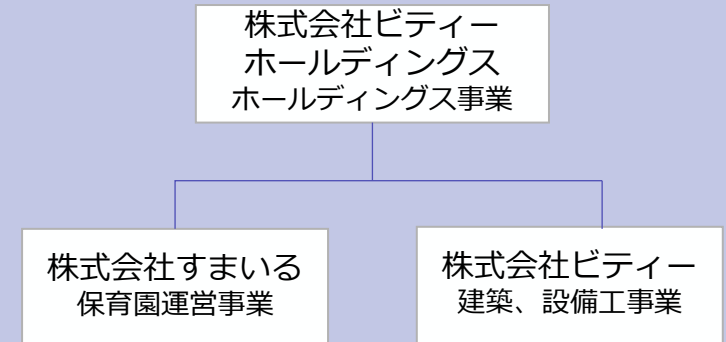 株式会社ビティー
ホールディングス
ホールディングス事業
株式会社すまいる
保育園運営事業
株式会社ビティー
建築、設備工事業